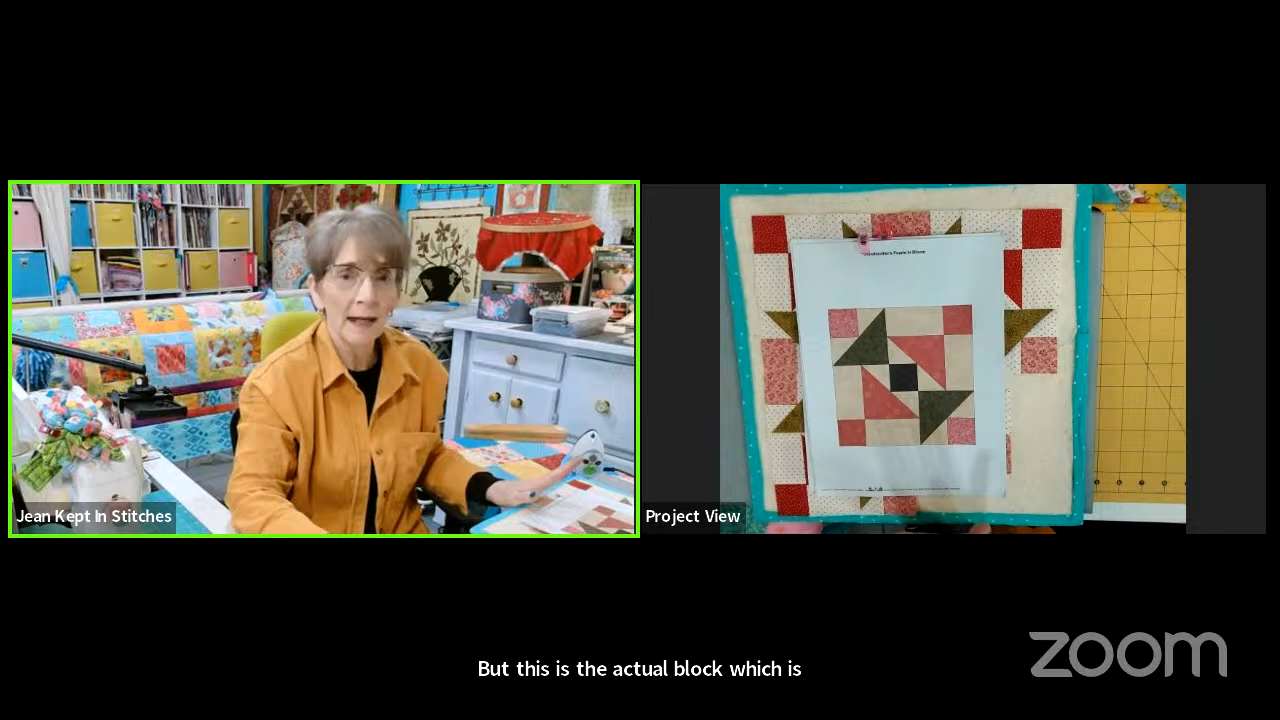 Jean Kept In Stitches
Project View
But this is the actual block which is
zoom